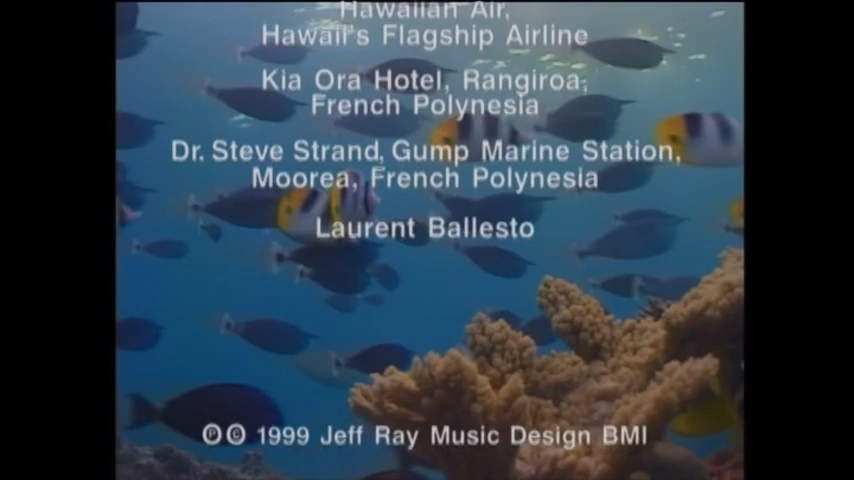 Hawaiian Air,
Hawaii's Flagship Airline
Kia Ora Hotel, Rangiroa,
French Polynesia
Dr. Steve Strand, Gump Marine Station,
Moorea, French Polynesia
Laurent Ballesto
℗© 1999 Jeff Ray Music Design BMI